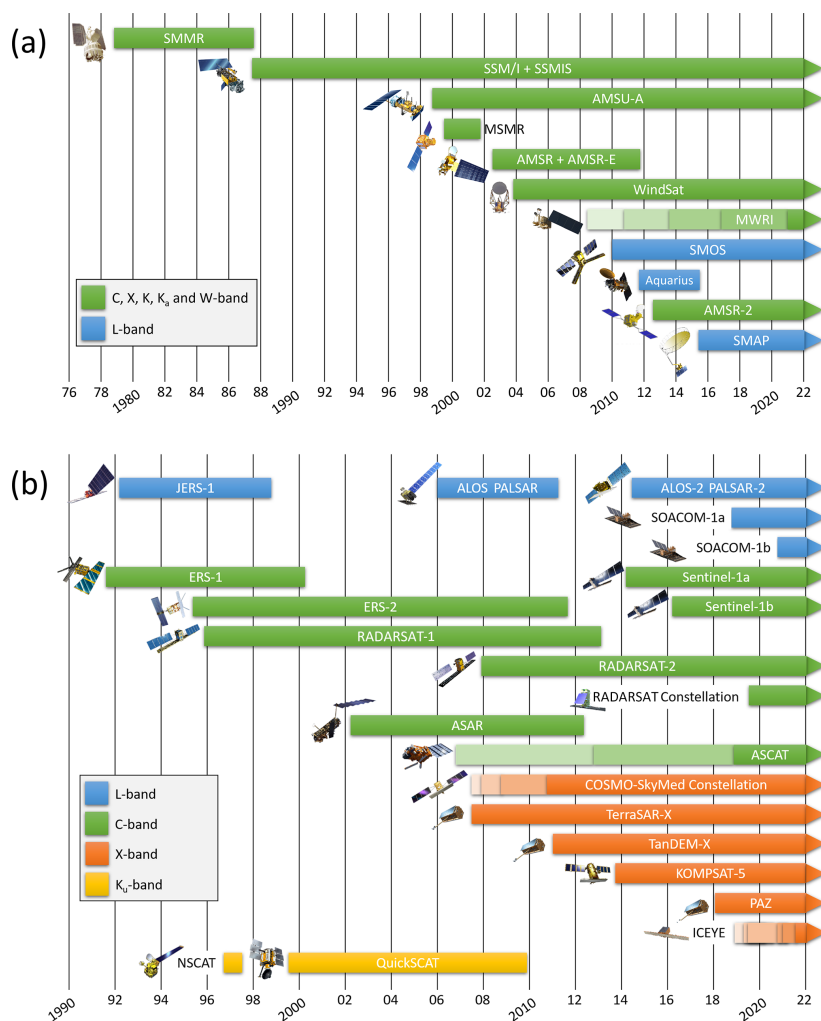 (a)
SMMR
SSM/I + SSMIS
AMSU-A
MSMR
AMSR + AMSR-E
WindSat
MWRI
SMOS
Aquarius
AMSR-2
SMAP
C, X, K, Ka and W-band
L-band
76 78 1980 82 84 86 88 1990 92 94 96 98 2000 02 04 06 08 2010 12 14 16 18 2020 22
(b)
JERS-1 ALOS PALSAR ALOS-2 PALSAR-2
SOACOM-1a
SOACOM-1b
ERS-1 Sentinel-1a
ERS-2 Sentinel-1b
RADARSAT-1
RADARSAT-2
RADARSAT Constellation
ASAR
ASCAT
COSMO-SkyMed Constellation
TerraSAR-X
TanDEM-X
KOMPSAT-5
PAZ
ICEYE
NSCAT QuickSCAT
L-band
C-band
X-band
Ku-band
1990 92 94 96 98 2000 02 04 06 08 2010 12 14 16 18 2020 22